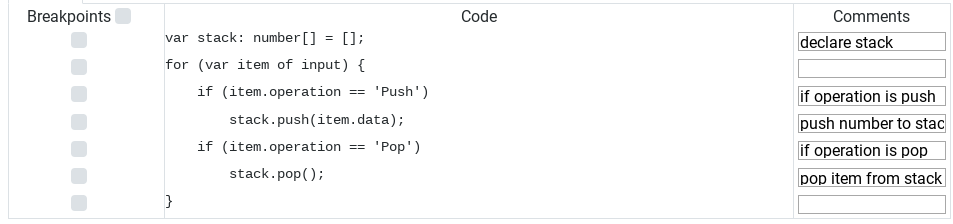 Breakpoints Code Comments
var stack: number[] = []; declare stack
for (var item of input) {
if (item.operation == 'Push') if operation is push
stack.push(item.data); push number to stac
if (item.operation == 'Pop') if operation is pop
stack.pop(); pop item from stack
}